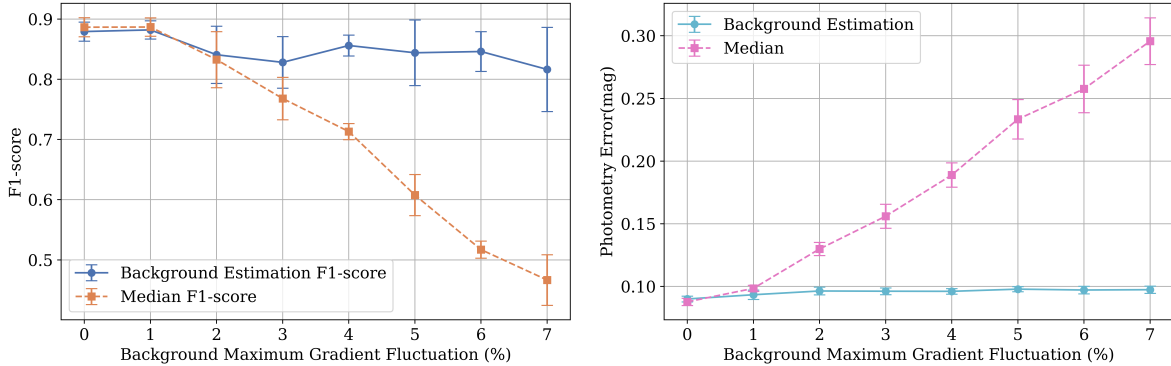 0.9
0.8
0.7
0.6
0.5
F1-score
Background Estimation F1-score
Median F1-score
0 1 2 3 4 5 6 7
Background Maximum Gradient Fluctuation (%)
0.30
0.25
0.20
0.15
0.10
Photometry Error(mag)
Background Estimation
Median
0 1 2 3 4 5 6 7
Background Maximum Gradient Fluctuation (%)